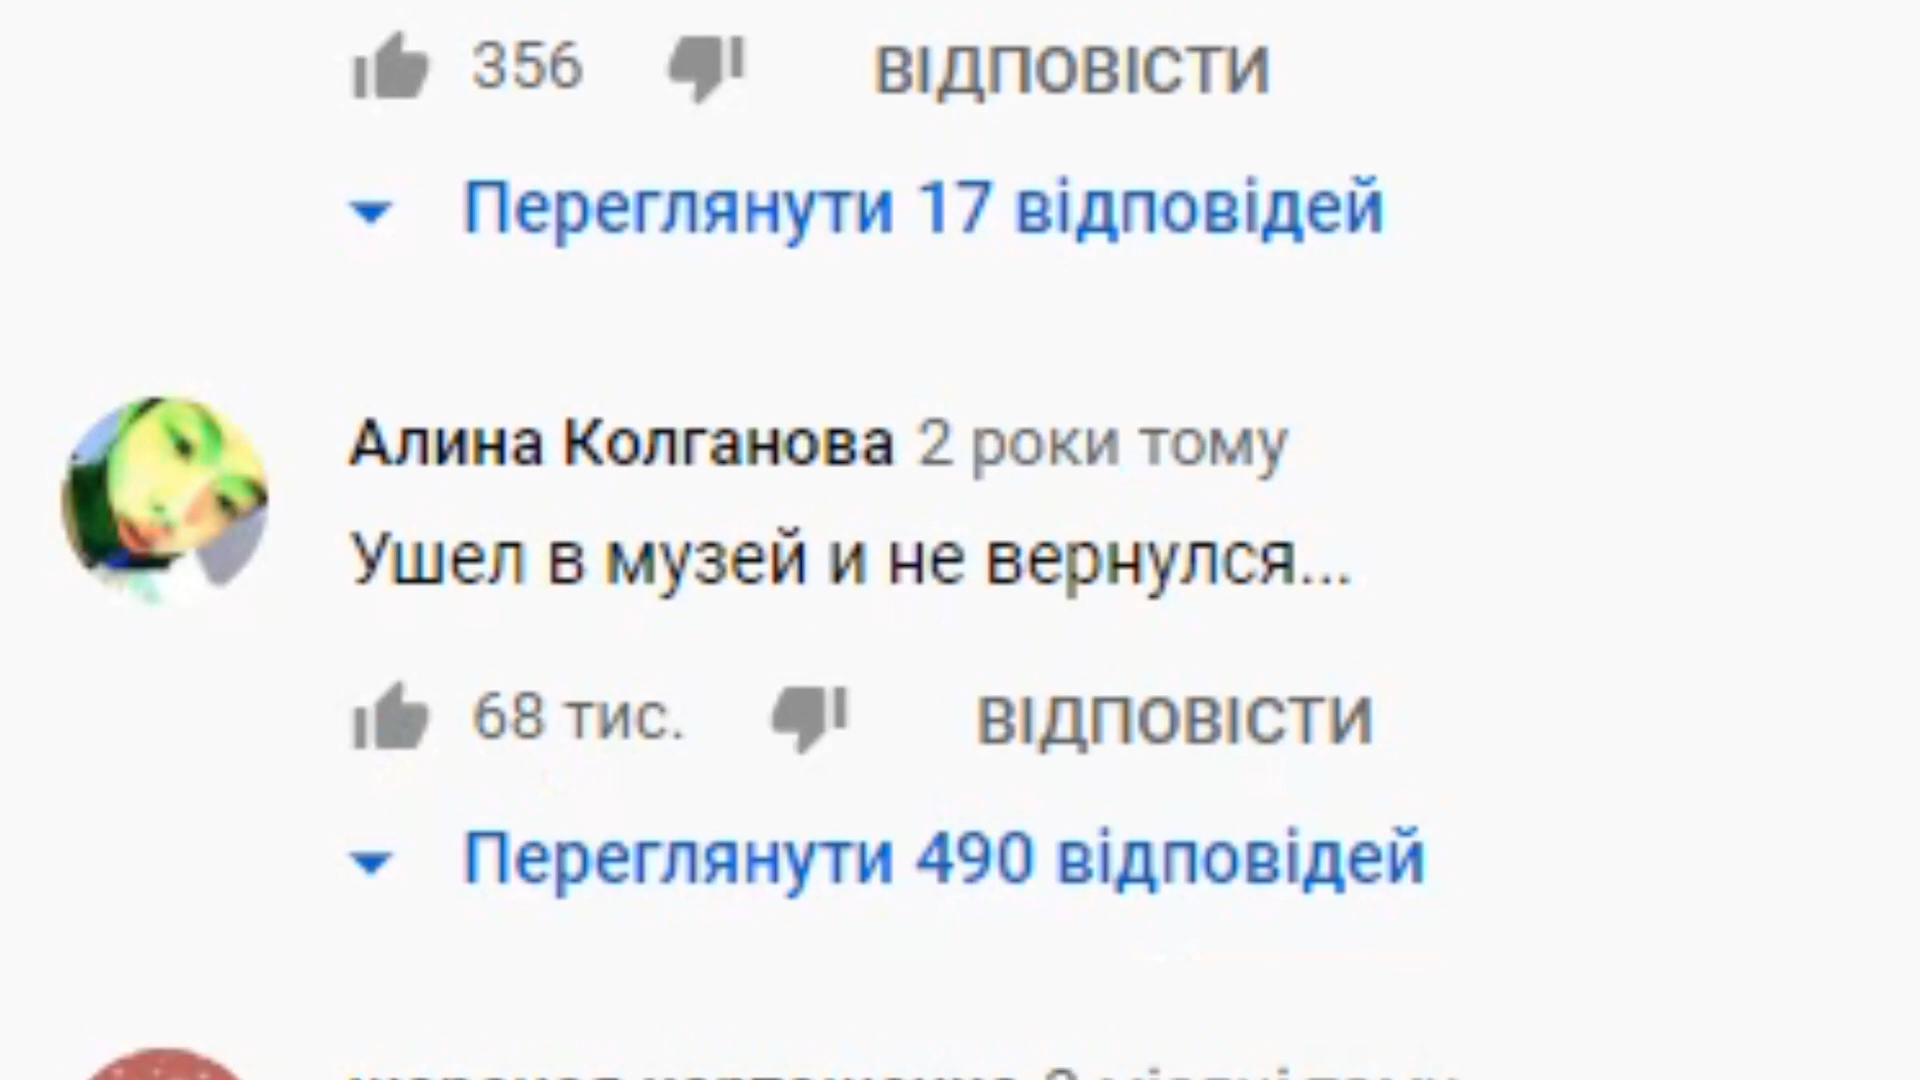 356 ВІДПОВІСТИ
Переглянути 17 відповідей
Алина Колганова 2 роки тому
Ушел в музей и не вернулся...
68 тис. ВІДПОВІСТИ
Переглянути 490 відповідей